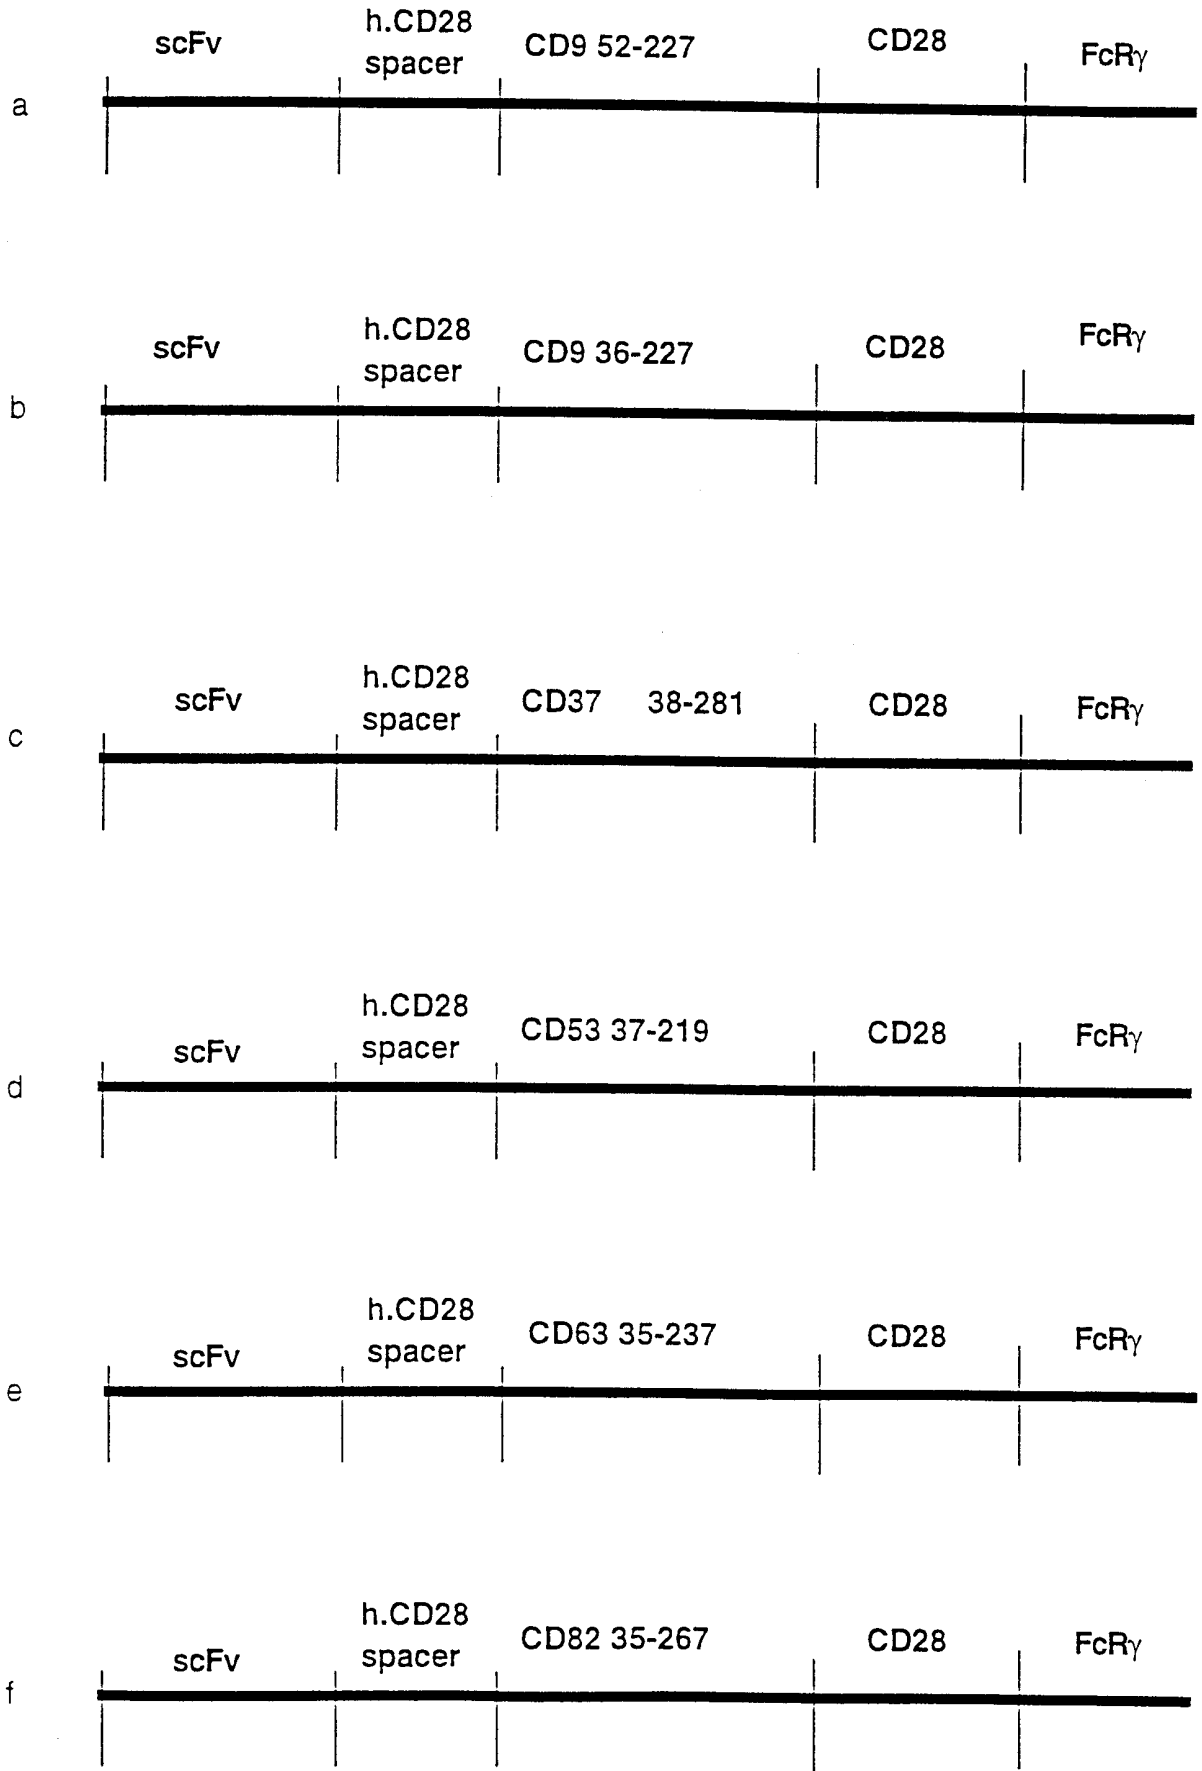 a
scFv
h.CD28
spacer
CD9 52-227
CD28
FcRγ
b
scFv
h.CD28
spacer
CD9 36-227
CD28
FcRγ
c
scFv
h.CD28
spacer
CD37 38-281
CD28
FcRγ
d
scFv
h.CD28
spacer
CD53 37-219
CD28
FcRγ
e
scFv
h.CD28
spacer
CD63 35-237
CD28
FcRγ
f
scFv
h.CD28
spacer
CD82 35-267
CD28
FcRγ